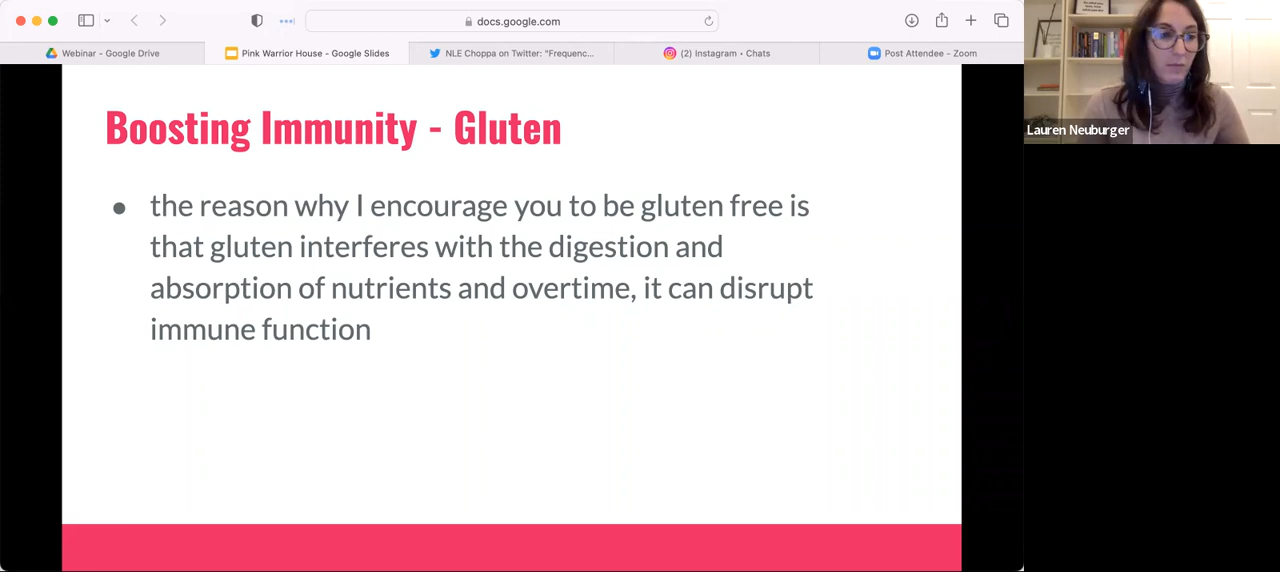 docs.google.com
Webinar - Google Drive
Pink Warrior House - Google Slides
NLE Choppa on Twitter: "Frequenc...
(2) Instagram • Chats
Post Attendee - Zoom
Lauren Neuburger
Boosting Immunity - Gluten
● the reason why I encourage you to be gluten free is
that gluten interferes with the digestion and
absorption of nutrients and overtime, it can disrupt
immune function